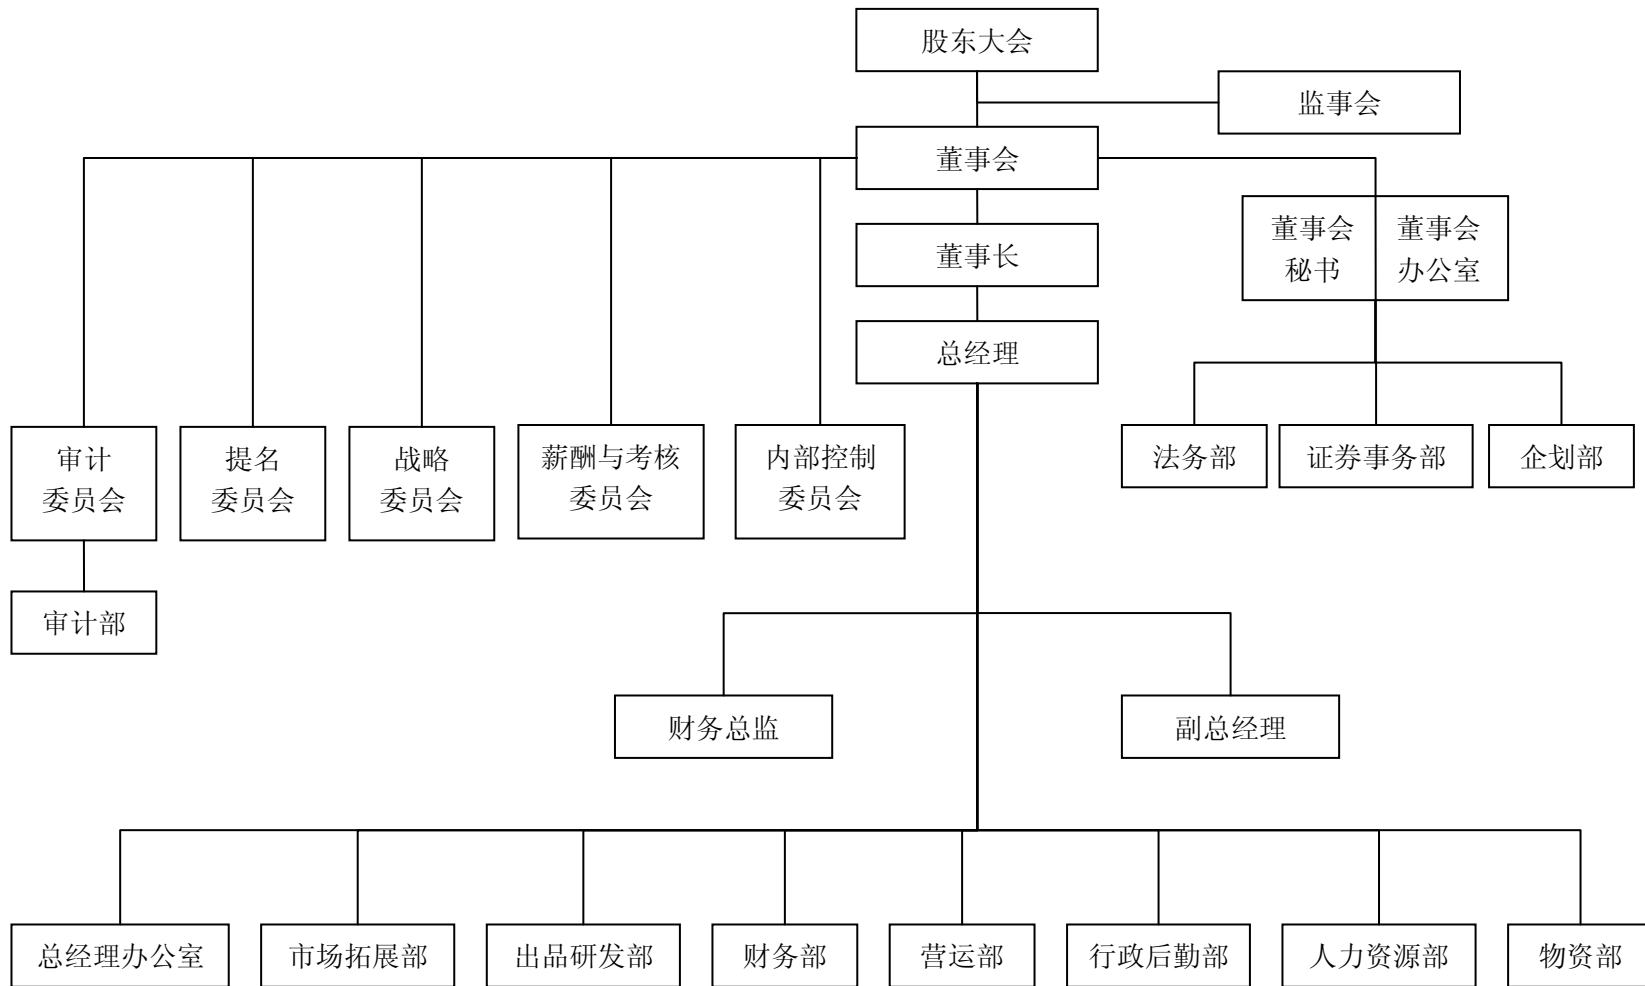 股东大会
监事会
董事会
董事会
秘书
董事会
办公室
董事长
总经理
审计
委员会
提名
委员会
战略
委员会
薪酬与考核
委员会
内部控制
委员会
法务部
证券事务部
企划部
审计部
财务总监
副总经理
总经理办公室
市场拓展部
出品研发部
财务部
营运部
行政后勤部
人力资源部
物资部